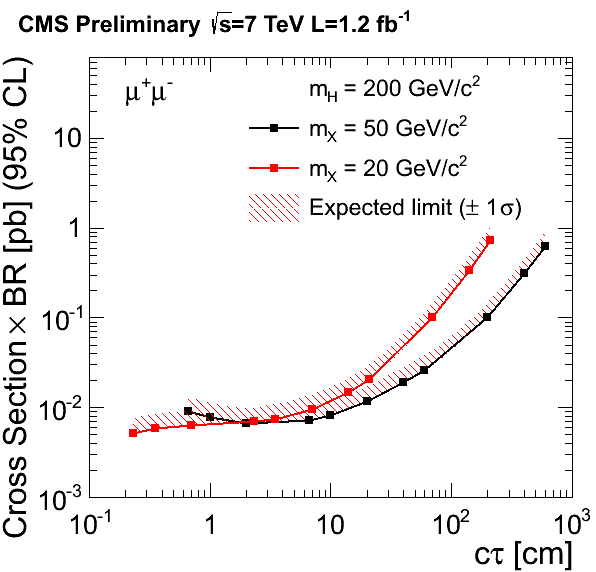 CMS Preliminary √s=7 TeV L=1.2 fb⁻¹
μ⁺μ⁻
m_H = 200 GeV/c²
m_X = 50 GeV/c²
m_X = 20 GeV/c²
Expected limit (± 1σ)
Cross Section × BR [pb] (95% CL)
10
1
10⁻¹
10⁻²
10⁻³
10⁻¹ 1 10 10² 10³
cτ [cm]